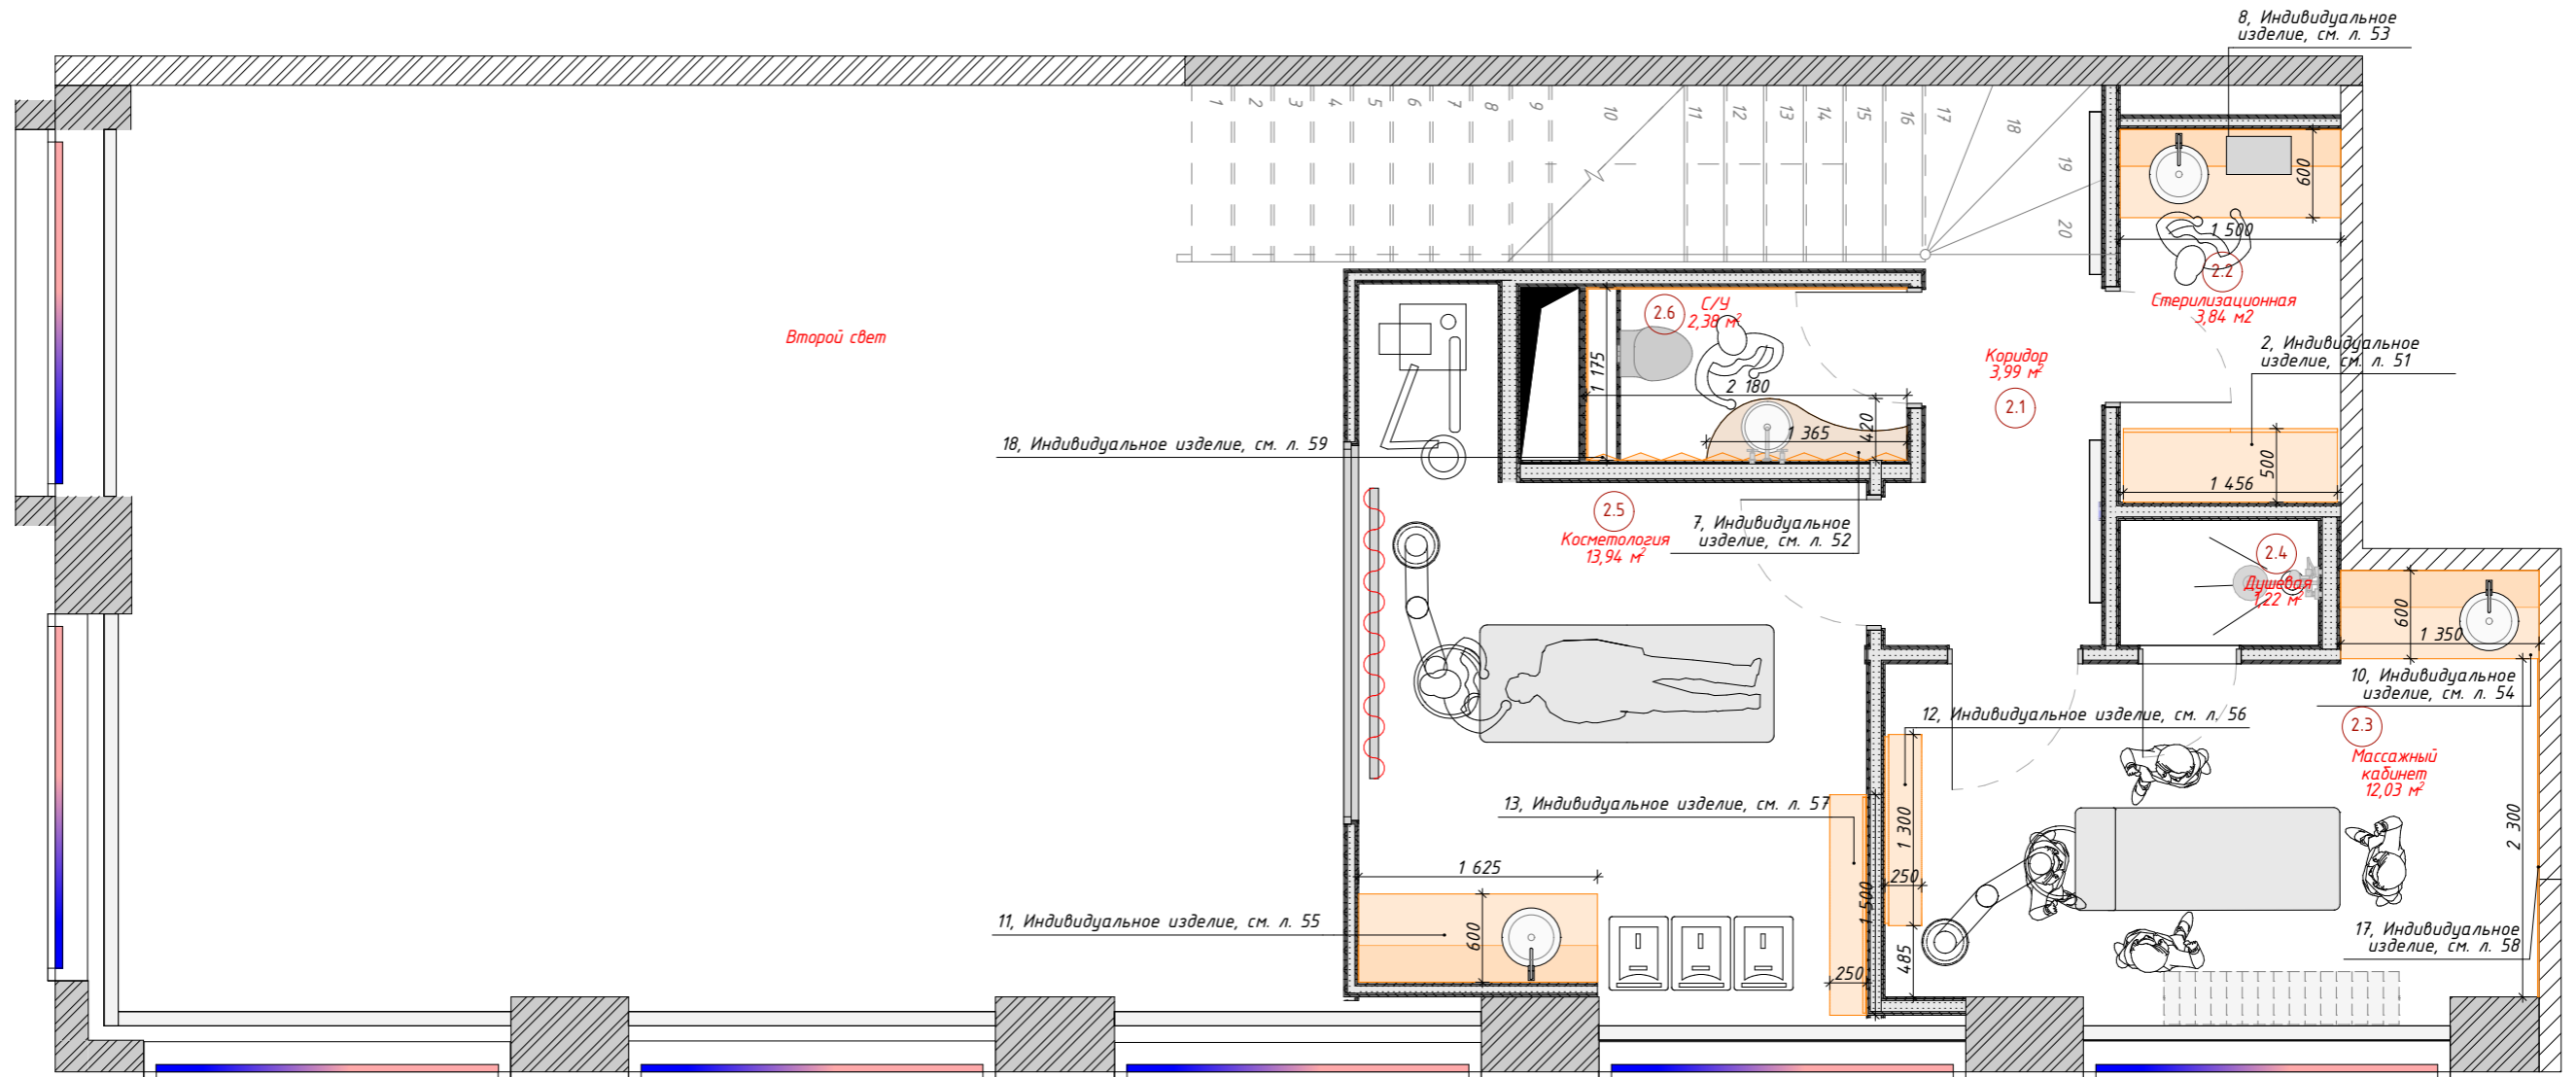 8, Индивидуальное
изделие, см. л. 53
1
2
3
4
5
6
7
8
9
10
11
12
13
14
15
16
17
18
19
20
600
1 500
2.2
Стерилизационная
3,84 м2
2.6
С/У
2,38 м²
Второй свет
2, Индивидуальное
изделие, см. л. 51
Коридор
3,99 м²
2.1
1 175
2 180
420
1 365
18, Индивидуальное изделие, см. л. 59
500
1 456
2.5
Косметология
13,94 м²
7, Индивидуальное
изделие, см. л. 52
2.4
Душевая
1,22 м²
600
1 350
10, Индивидуальное
изделие, см. л. 54
12, Индивидуальное изделие, см. л. 56
2.3
Массажный
кабинет
12,03 м²
13, Индивидуальное изделие, см. л. 57
1 300
2 300
1 625
250
1 500
11, Индивидуальное изделие, см. л. 55
600
485
250
17, Индивидуальное
изделие, см. л. 58